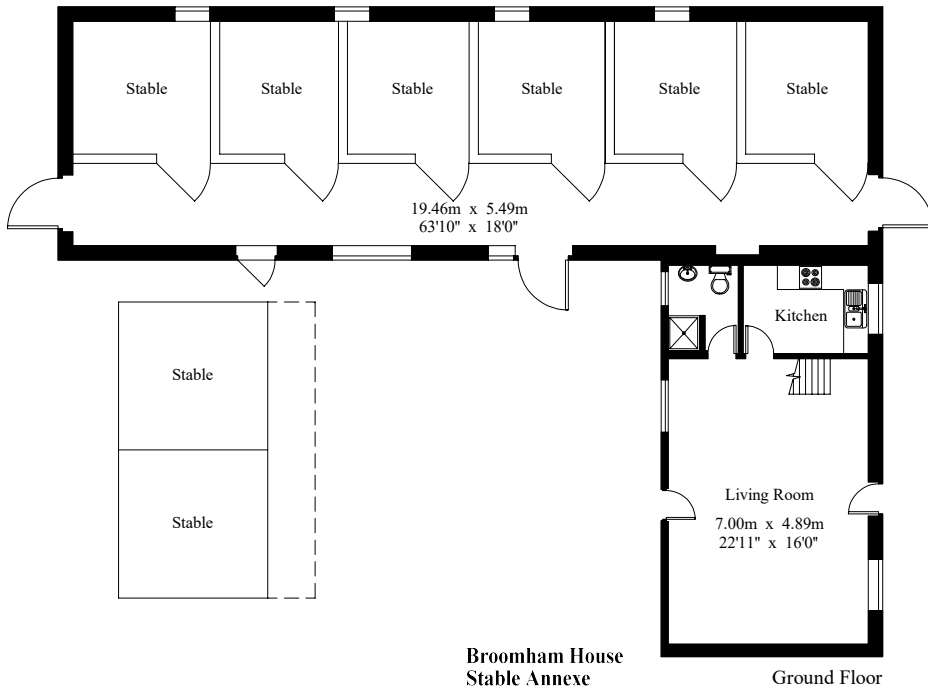 Stable
Stable
Stable
Stable
Stable
Stable
19.46m x 5.49m
63'10" x 18'0"
Kitchen
Stable
Stable
Living Room
7.00m x 4.89m
22'11" x 16'0"
Broomham House
Stable Annexe
Ground Floor